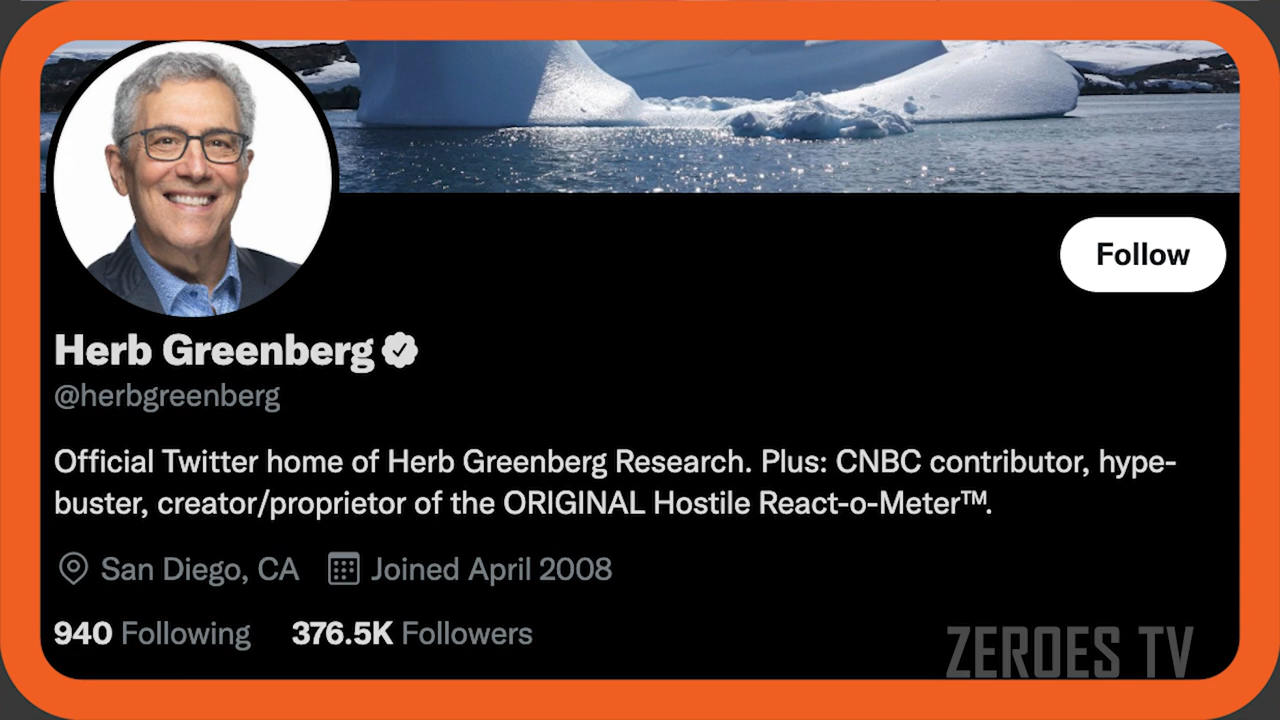 Follow
Herb Greenberg
@herbgreenberg
Official Twitter home of Herb Greenberg Research. Plus: CNBC contributor, hype-
buster, creator/proprietor of the ORIGINAL Hostile React-o-Meter™.
San Diego, CA Joined April 2008
940 Following 376.5K Followers
ZEROES TV